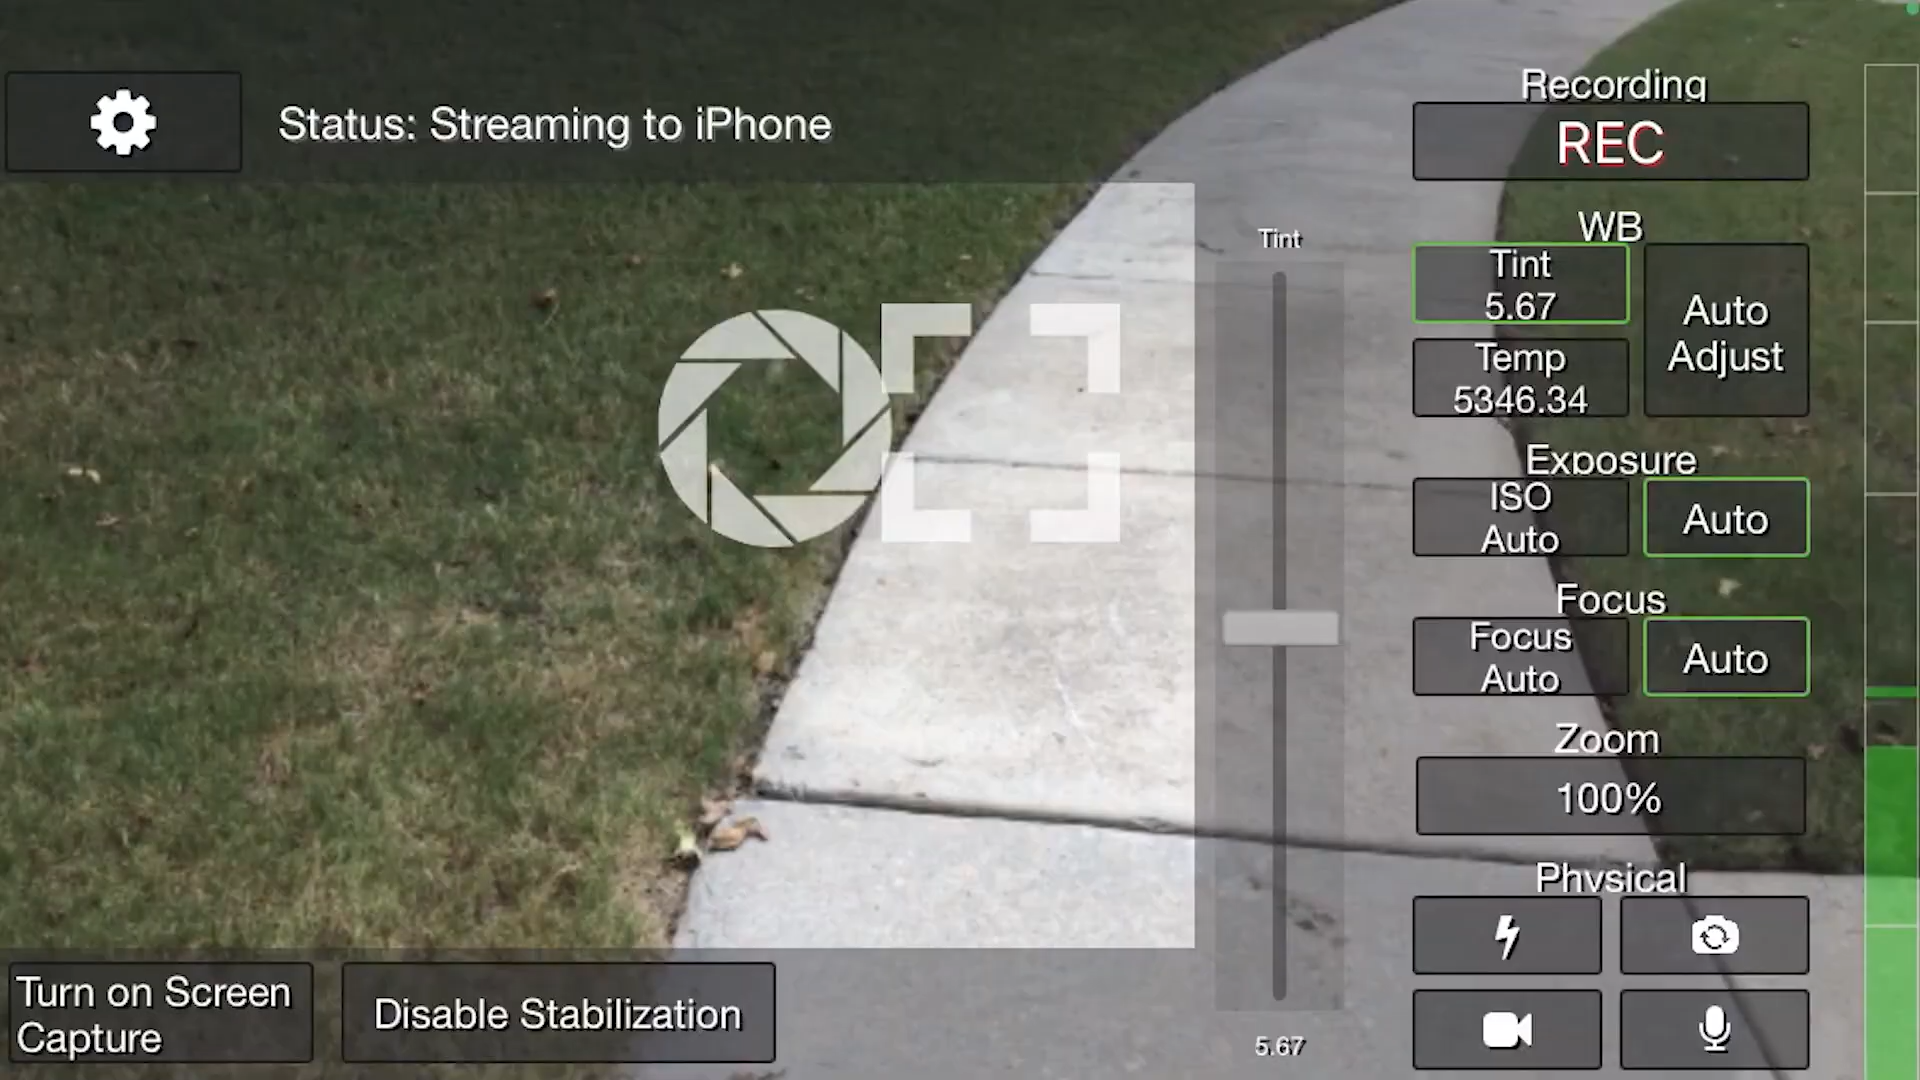 Status: Streaming to iPhone
Recording
REC
WB
Tint
5.67
Temp
5346.34
Auto
Adjust
Exposure
ISO
Auto
Auto
Focus
Focus
Auto
Auto
Zoom
100%
Physical
Tint
5.67
Turn on Screen
Capture
Disable Stabilization